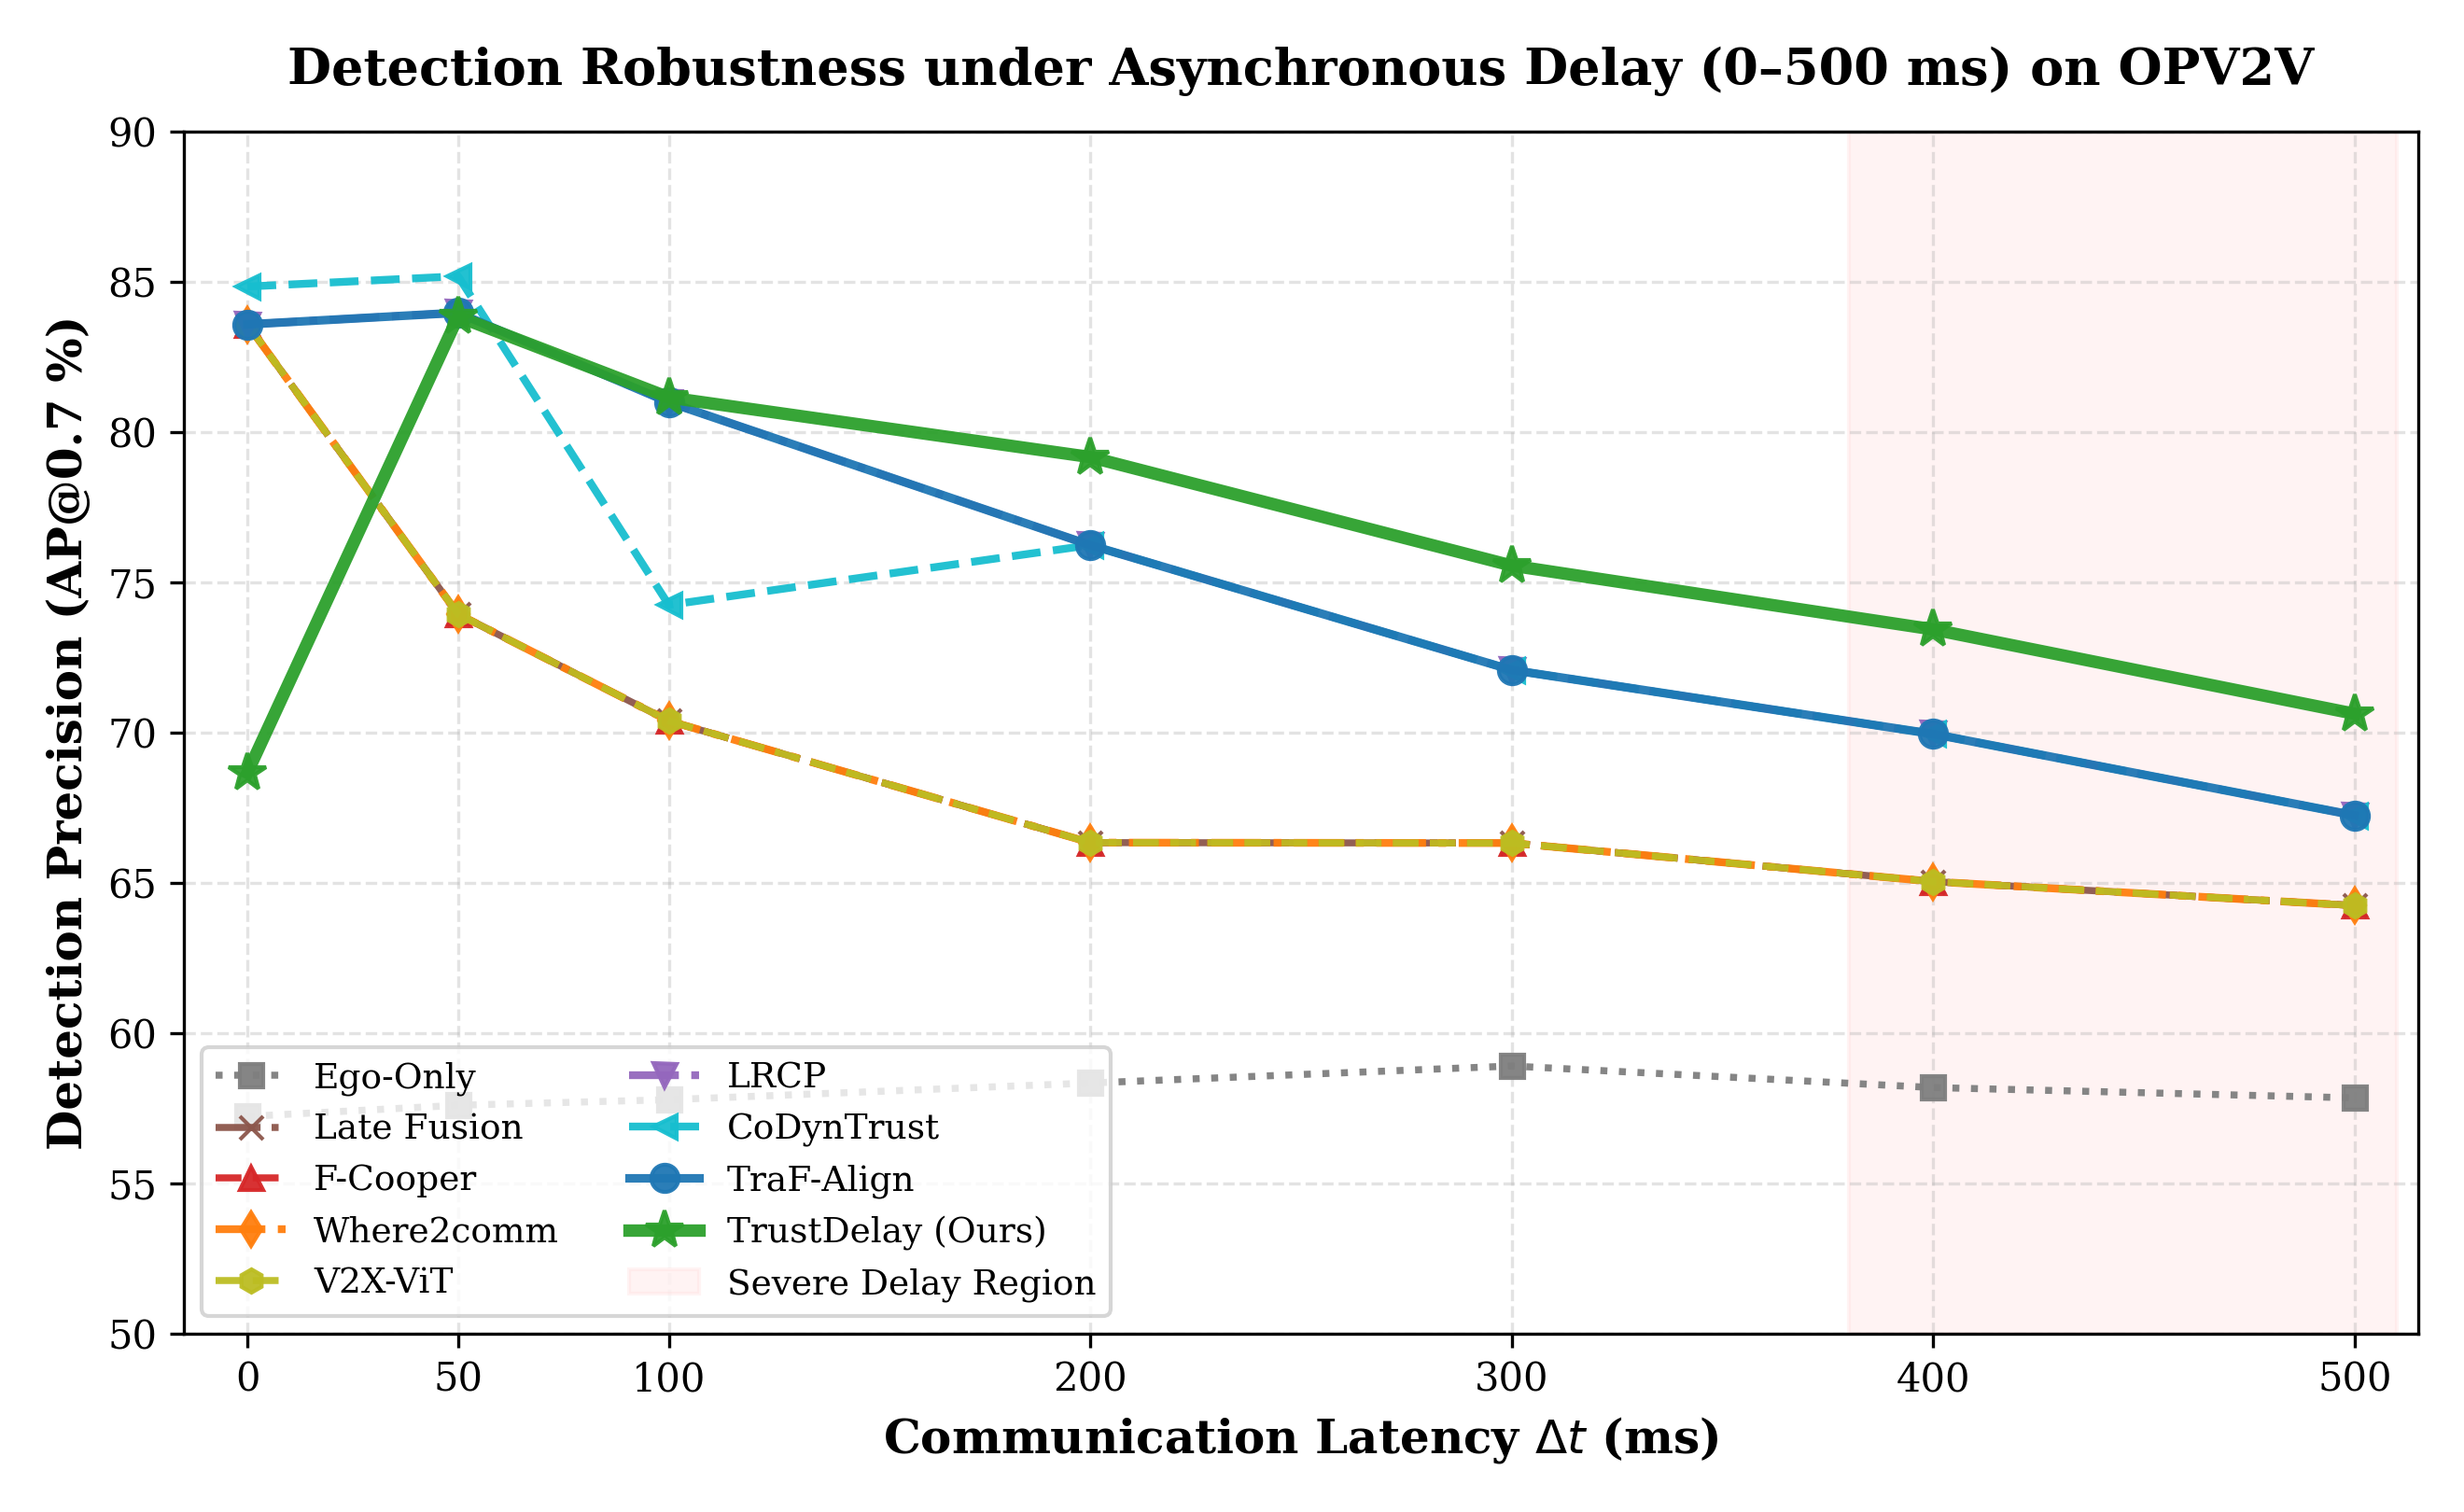 Detection Robustness under Asynchronous Delay (0–500 ms) on OPV2V
Detection Precision (AP@0.7 %)
90
85
80
75
70
65
60
55
50
Ego-Only
Late Fusion
F-Cooper
Where2comm
V2X-ViT
LRCP
CoDynTrust
TraF-Align
TrustDelay (Ours)
Severe Delay Region
0 50 100 200 300 400 500
Communication Latency Δt (ms)